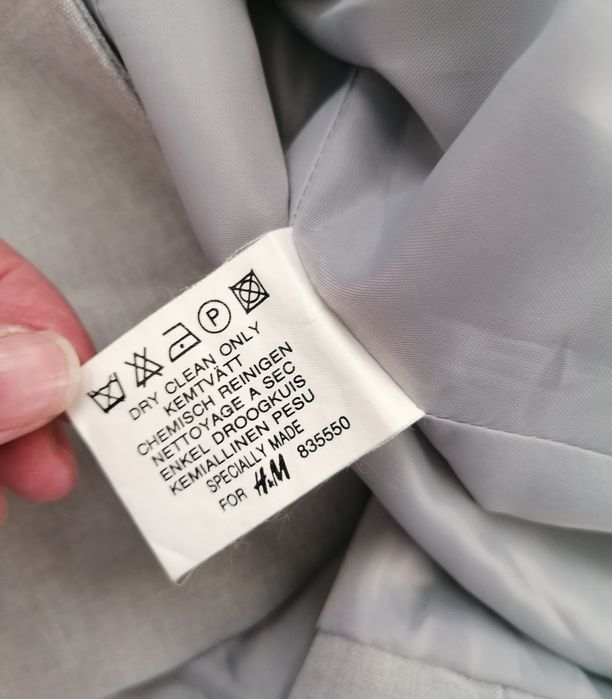 P
DRY CLEAN ONLY
KEMTVÄTT
CHEMISCH REINIGEN
NETTOYAGE A SEC
ENKEL DROOGKUIS
KEMIALLINEN PESU
SPECIALLY MADE
FOR H&M 835550